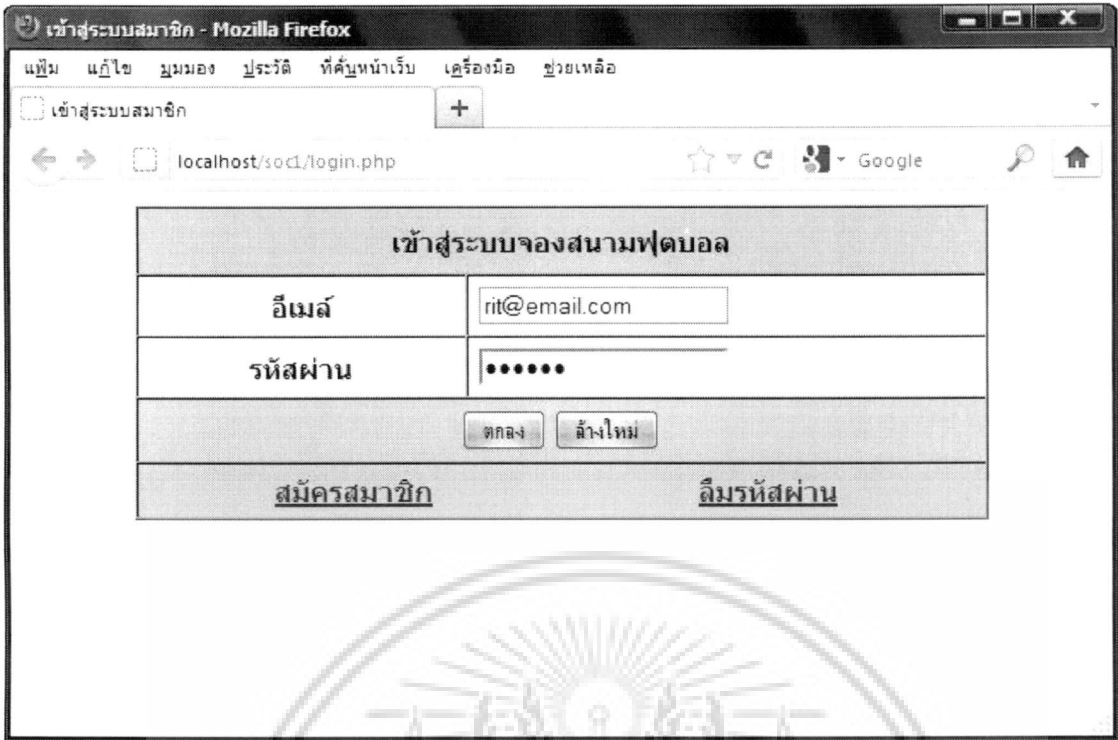 เข้าสู่ระบบสมาชิก - Mozilla Firefox
แฟ้ม แก้ไข มุมมอง ประวัติ ที่คั่นหน้าเว็บ เครื่องมือ ช่วยเหลือ
เข้าสู่ระบบสมาชิก +
localhost/soc1/login.php Google
เข้าสู่ระบบจองสนามฟุตบอล
อีเมล์ rit@email.com
รหัสผ่าน ••••••
ตกลง ล้างใหม่
สมัครสมาชิก ลืมรหัสผ่าน